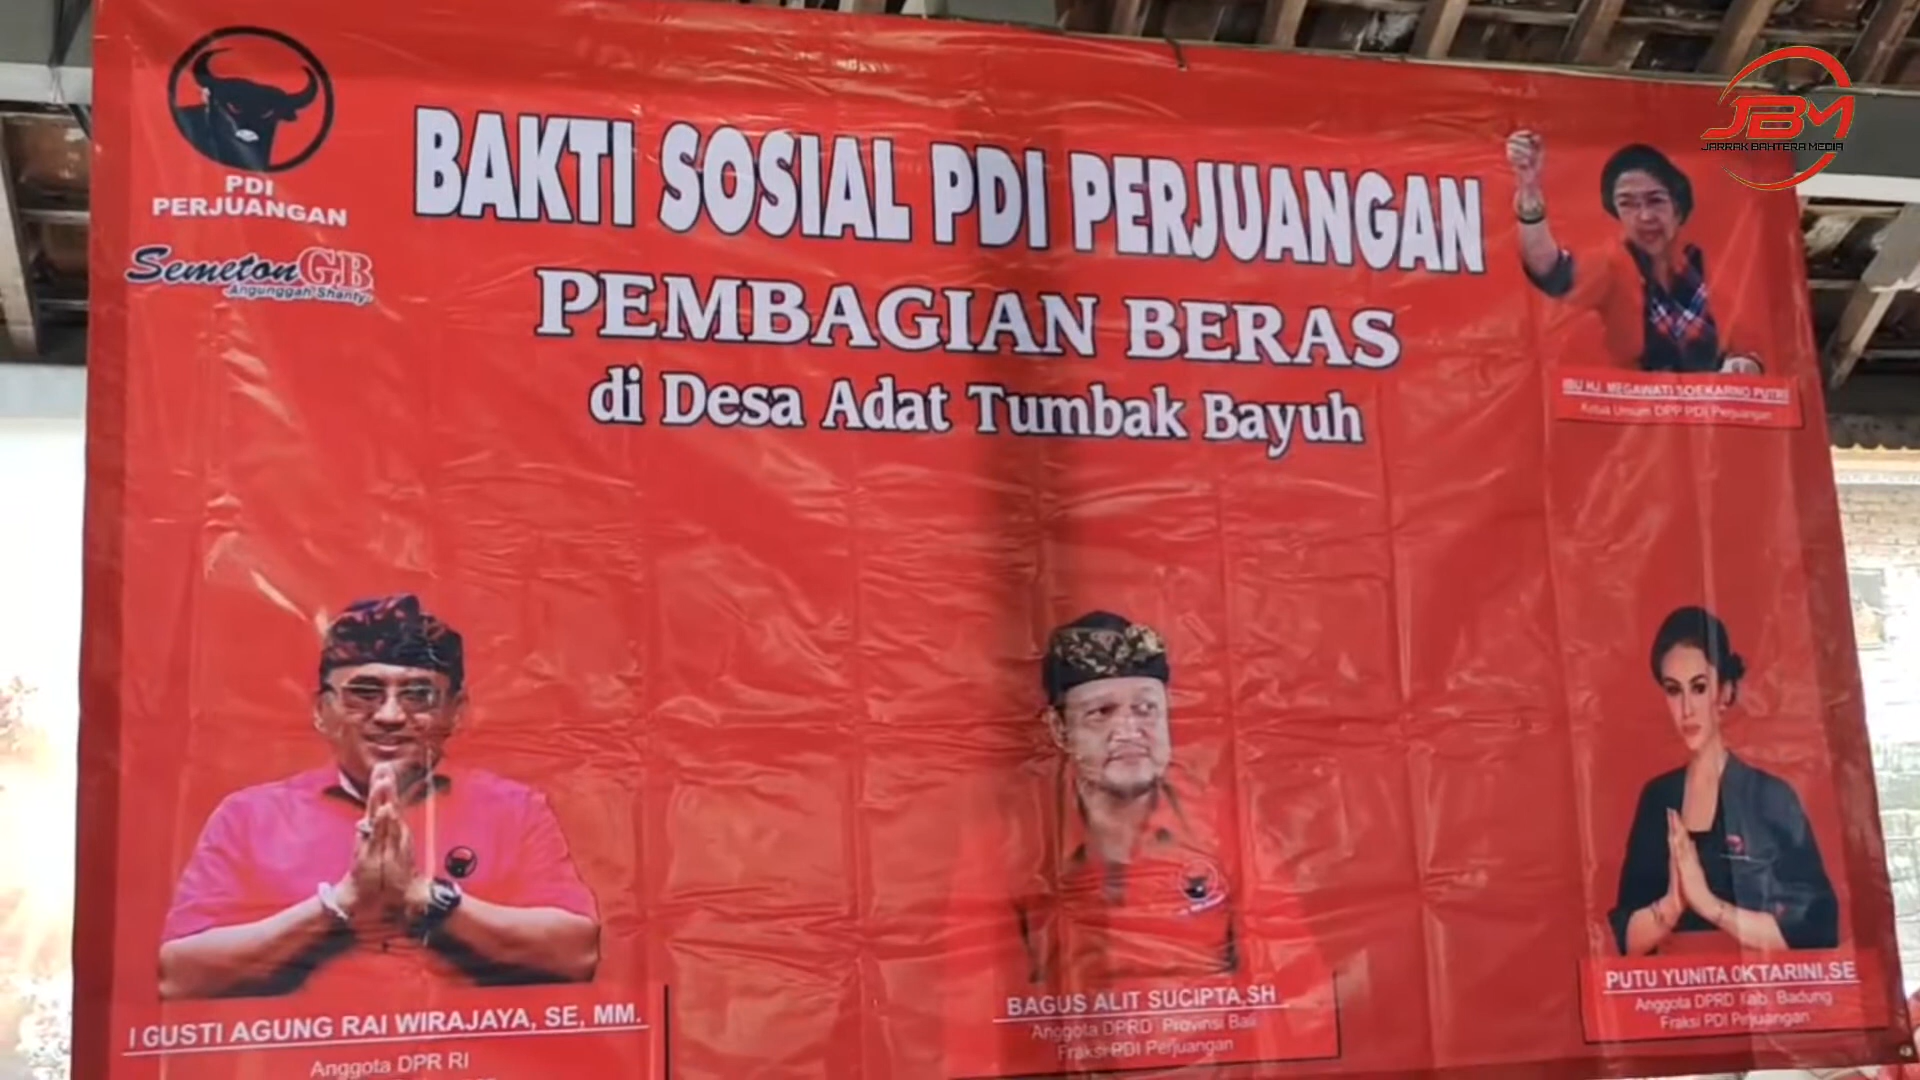 PDI
PERJUANGAN
Semeton GB
Angunggah Shanty
BAKTI SOSIAL PDI PERJUANGAN
PEMBAGIAN BERAS
di Desa Adat Tumbak Bayuh
JBM
JARRAK BAHTERA MEDIA
IBU HJ. MEGAWATI SOEKARNO PUTRI
Ketua Umum DPP PDI Perjuangan
I GUSTI AGUNG RAI WIRAJAYA, SE, MM.
Anggota DPR RI
BAGUS ALIT SUCIPTA,SH
Anggota DPRD Provinsi Bali
Fraksi PDI Perjuangan
PUTU YUNITA OKTARINI,SE
Anggota DPRD Kab. Badung
Fraksi PDI Perjuangan